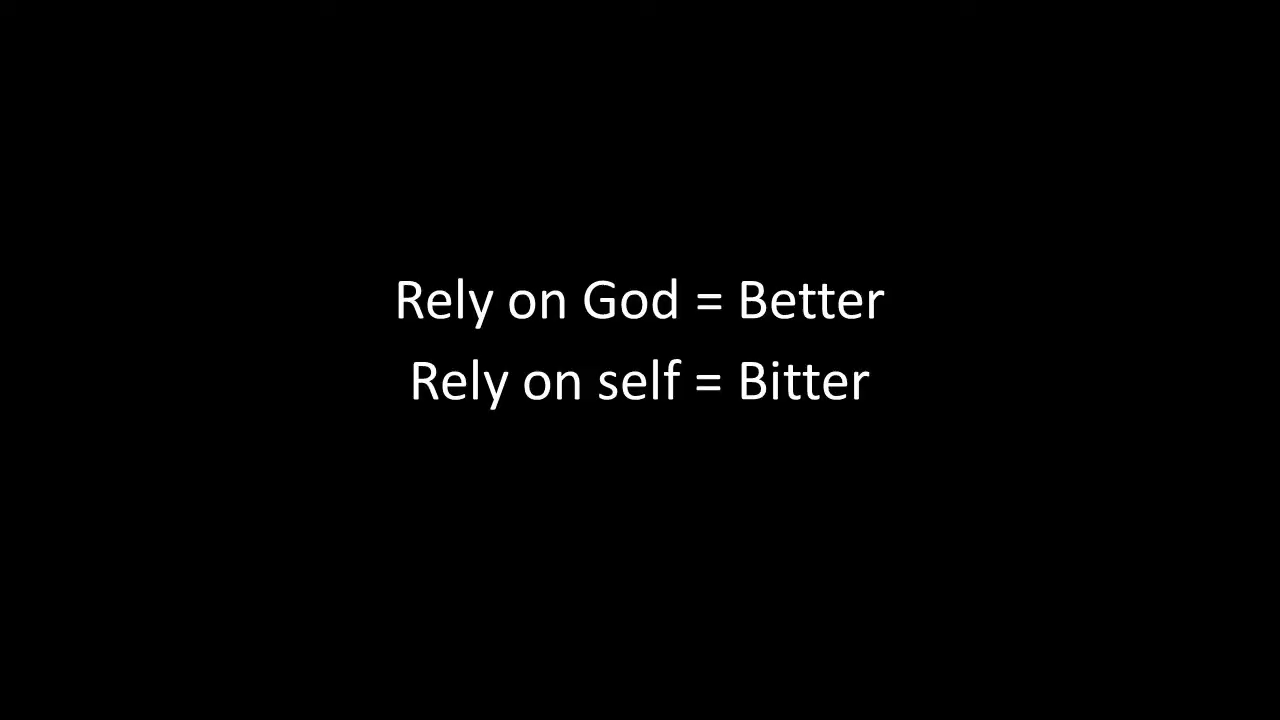 Rely on God = Better
Rely on self = Bitter